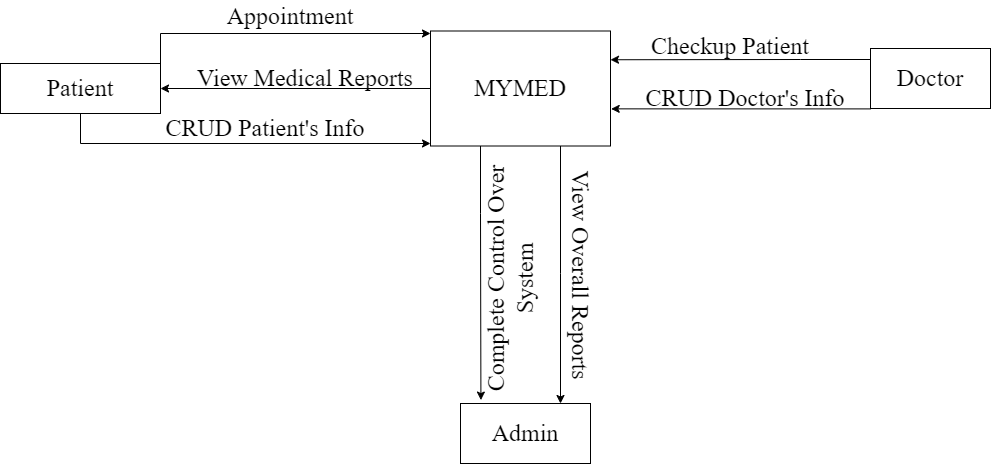 Appointment
Checkup Patient
View Medical Reports
Patient
MYMED
Doctor
CRUD Doctor's Info
CRUD Patient's Info
Complete Control Over
System
View Overall Reports
Admin